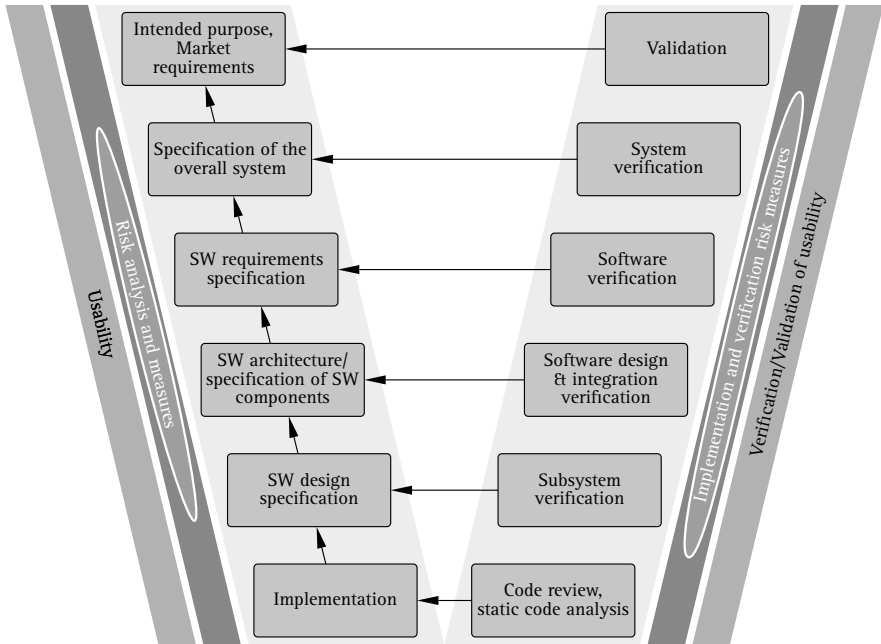 Intended purpose,
Market
requirements
Validation
Specification of the
overall system
System
verification
SW requirements
specification
Software
verification
SW architecture/
specification of SW
components
Software design
& integration
verification
SW design
specification
Subsystem
verification
Implementation
Code review,
static code analysis
Usability
Risk analysis and measures
Implementation and verification risk measures
Verification/Validation of usability